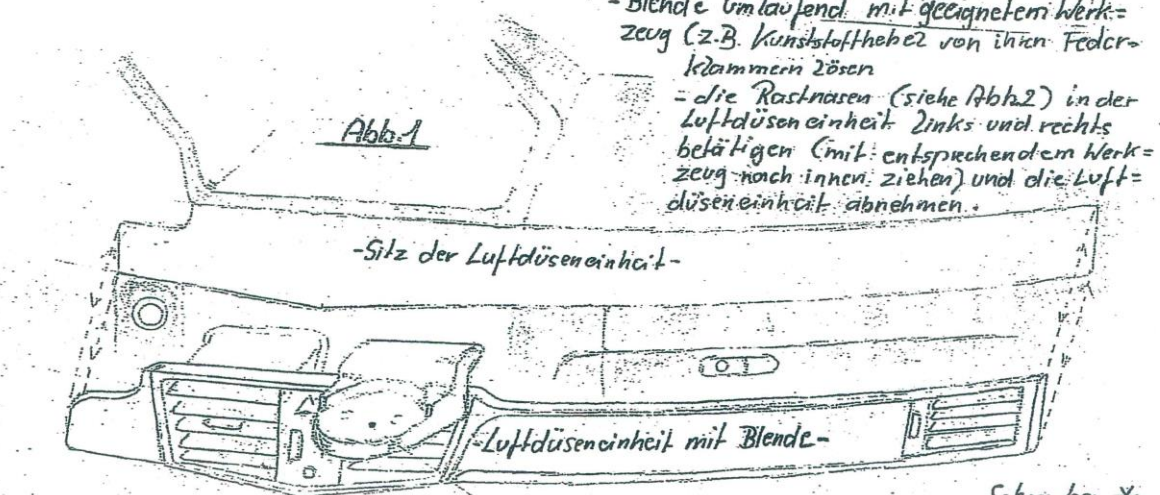 - Blende umlaufend mit geeignetem Werk=
zeug (z.B. Kunststoffhebel von ihren Feder=
klammern lösen
- die Rastnasen (siehe Abb.2) in der
Luftdüseneinheit links und rechts
betätigen (mit entsprechendem Werk=
zeug nach innen ziehen) und die Luft=
düseneinheit abnehmen.
Abb.1
-Sitz der Luftdüseneinheit-
-Luftdüseneinheit mit Blende-